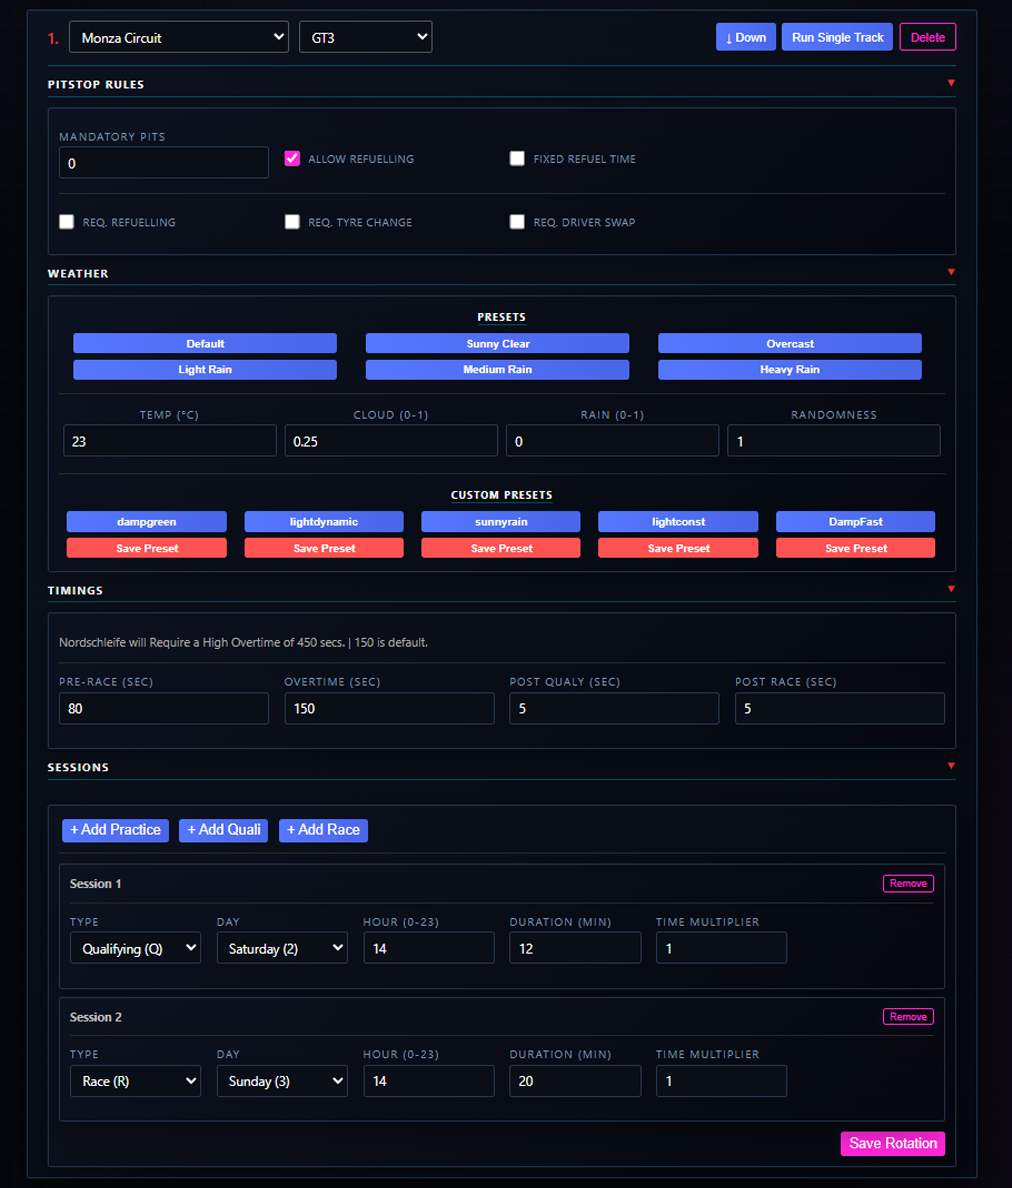 1. Monza Circuit GT3 ↓ Down Run Single Track Delete
PITSTOP RULES
MANDATORY PITS
0 ALLOW REFUELLING FIXED REFUEL TIME
REQ. REFUELLING REQ. TYRE CHANGE REQ. DRIVER SWAP
WEATHER
PRESETS
Default Sunny Clear Overcast
Light Rain Medium Rain Heavy Rain
TEMP (°C) CLOUD (0-1) RAIN (0-1) RANDOMNESS
23 0.25 0 1
CUSTOM PRESETS
dampgreen lightdynamic sunnyrain lightconst DampFast
Save Preset Save Preset Save Preset Save Preset Save Preset
TIMINGS
Nordschleife will Require a High Overtime of 450 secs. | 150 is default.
PRE-RACE (SEC) OVERTIME (SEC) POST QUALY (SEC) POST RACE (SEC)
80 150 5 5
SESSIONS
+ Add Practice + Add Quali + Add Race
Session 1 Remove
TYPE DAY HOUR (0-23) DURATION (MIN) TIME MULTIPLIER
Qualifying (Q) Saturday (2) 14 12 1
Session 2 Remove
TYPE DAY HOUR (0-23) DURATION (MIN) TIME MULTIPLIER
Race (R) Sunday (3) 14 20 1
Save Rotation